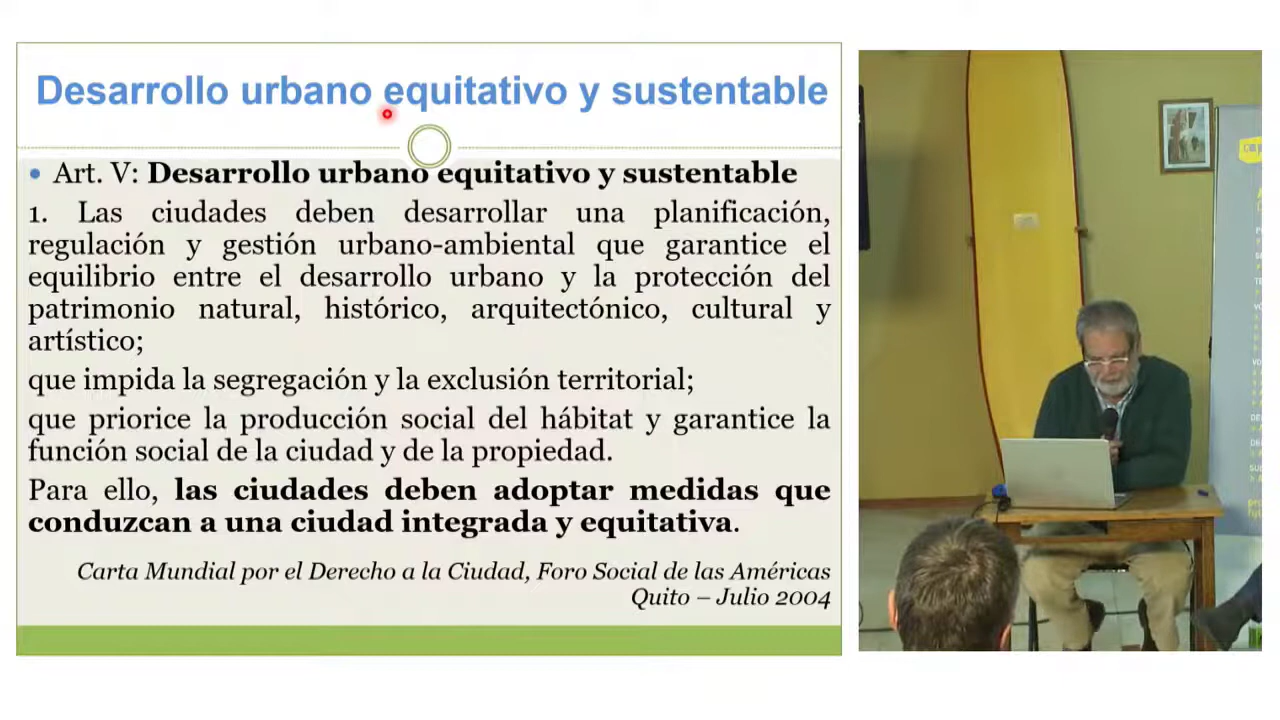 Desarrollo urbano equitativo y sustentable
Art. V: Desarrollo urbano equitativo y sustentable
1. Las ciudades deben desarrollar una planificación,
regulación y gestión urbano-ambiental que garantice el
equilibrio entre el desarrollo urbano y la protección del
patrimonio natural, histórico, arquitectónico, cultural y
artístico;
que impida la segregación y la exclusión territorial;
que priorice la producción social del hábitat y garantice la
función social de la ciudad y de la propiedad.
Para ello, las ciudades deben adoptar medidas que
conduzcan a una ciudad integrada y equitativa.
Carta Mundial por el Derecho a la Ciudad, Foro Social de las Américas
Quito – Julio 2004